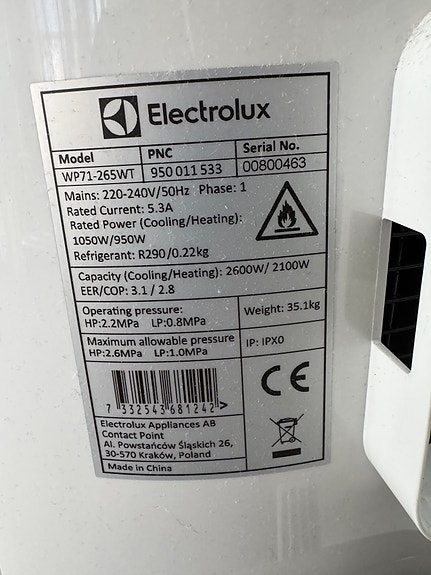 Electrolux
Model PNC Serial No.
WP71-265WT 950 011 533 00800463
Mains: 220-240V/50Hz Phase: 1
Rated Current: 5.3A
Rated Power (Cooling/Heating):
1050W/950W
Refrigerant: R290/0.22kg
Capacity (Cooling/Heating): 2600W/ 2100W
EER/COP: 3.1 / 2.8
Operating pressure:
HP:2.2MPa LP:0.8MPa
Weight: 35.1kg
Maximum allowable pressure
HP:2.6MPa LP:1.0MPa
IP: IPX0
7 332543 681242 >
CE
Electrolux Appliances AB
Contact Point
Al. Powstańców Śląskich 26,
30-570 Kraków, Poland
Made in China